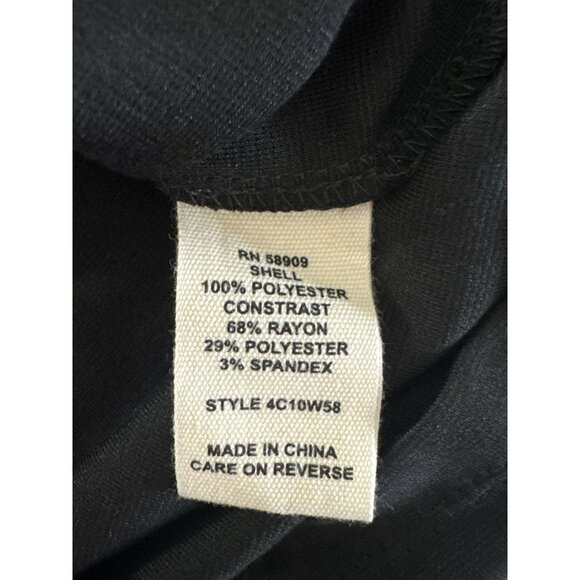 RN 58909
SHELL
100% POLYESTER
CONSTRAST
68% RAYON
29% POLYESTER
3% SPANDEX
STYLE 4C10W58
MADE IN CHINA
CARE ON REVERSE